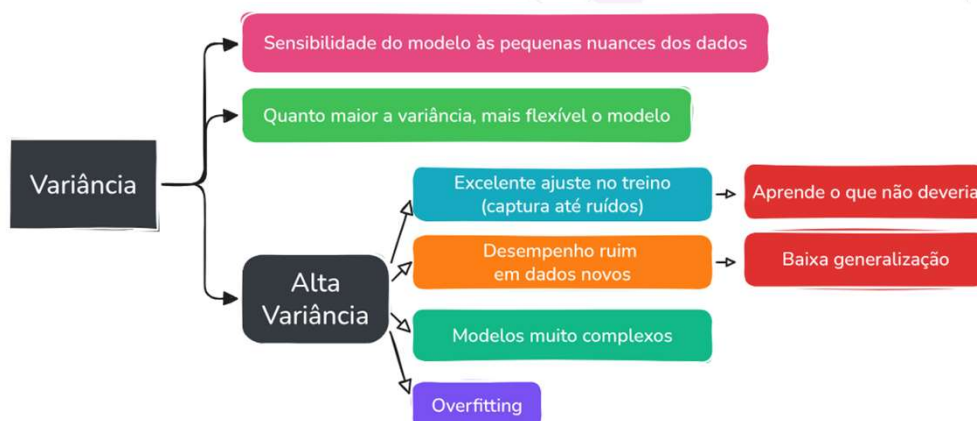 Sensibilidade do modelo às pequenas nuances dos dados
Quanto maior a variância, mais flexível o modelo
Variância
Excelente ajuste no treino
(captura até ruídos)
Aprende o que não deveria
Desempenho ruim
em dados novos
Baixa generalização
Alta
Variância
Modelos muito complexos
Overfitting